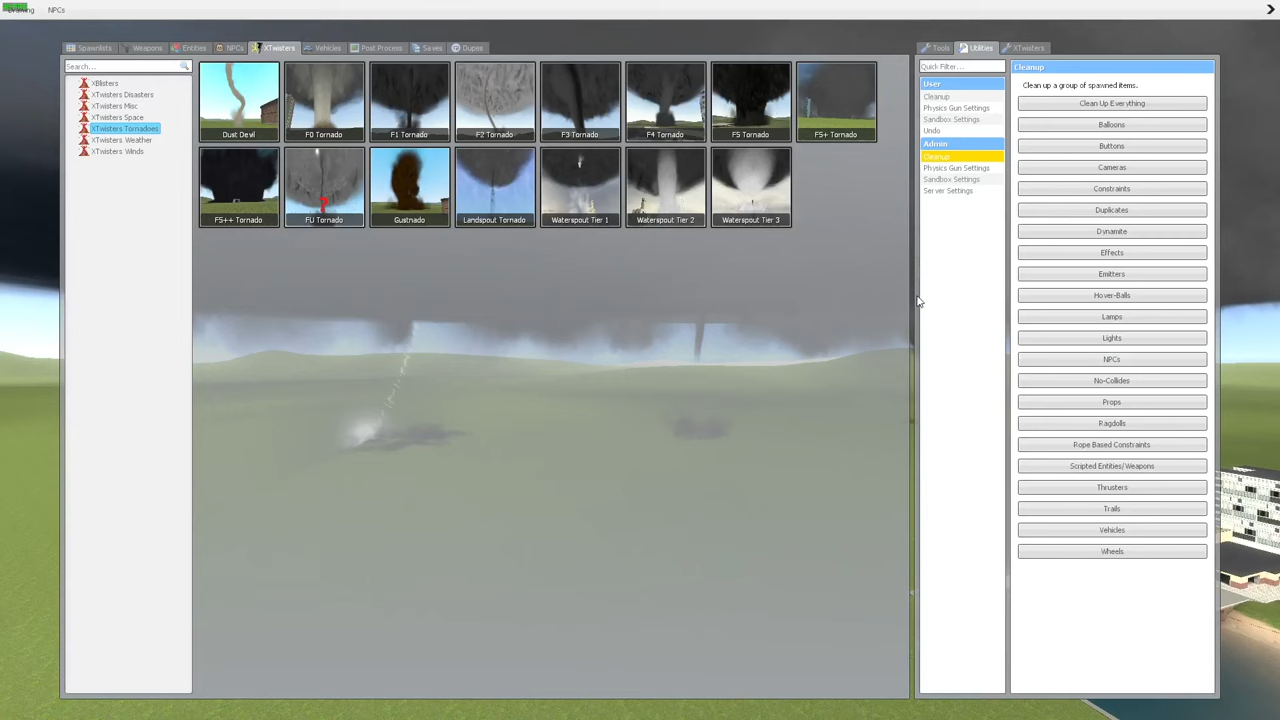 Drawing NPCs
Spawnlists Weapons Entities NPCs XTwisters Vehicles Post Process Saves Dupes
Search...
XBlisters
XTwisters Disasters
XTwisters Misc
XTwisters Space
XTwisters Tornadoes
XTwisters Weather
XTwisters Winds
Dust Devil F0 Tornado F1 Tornado F2 Tornado F3 Tornado F4 Tornado F5 Tornado F5+ Tornado
F5++ Tornado FU Tornado Gustnado Landspout Tornado Waterspout Tier 1 Waterspout Tier 2 Waterspout Tier 3
Tools Utilities XTwisters
Quick Filter...
User
Cleanup
Physics Gun Settings
Sandbox Settings
Undo
Admin
Cleanup
Physics Gun Settings
Sandbox Settings
Server Settings
Cleanup
Clean up a group of spawned items.
Clean Up Everything
Balloons
Buttons
Cameras
Constraints
Duplicates
Dynamite
Effects
Emitters
Hover-Balls
Lamps
Lights
NPCs
No-Collides
Props
Ragdolls
Rope Based Constraints
Scripted Entities/Weapons
Thrusters
Trails
Vehicles
Wheels